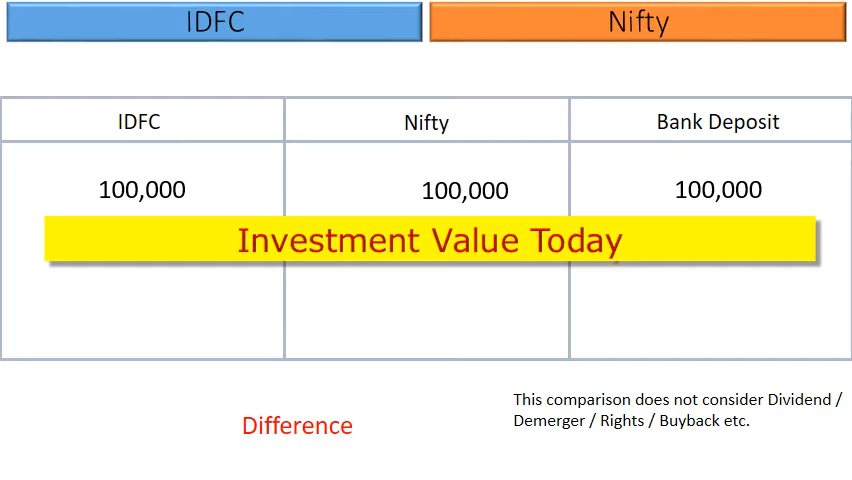 IDFC
Nifty
IDFC
Nifty
Bank Deposit
100,000
100,000
100,000
Investment Value Today
Difference
This comparison does not consider Dividend /
Demerger / Rights / Buyback etc.